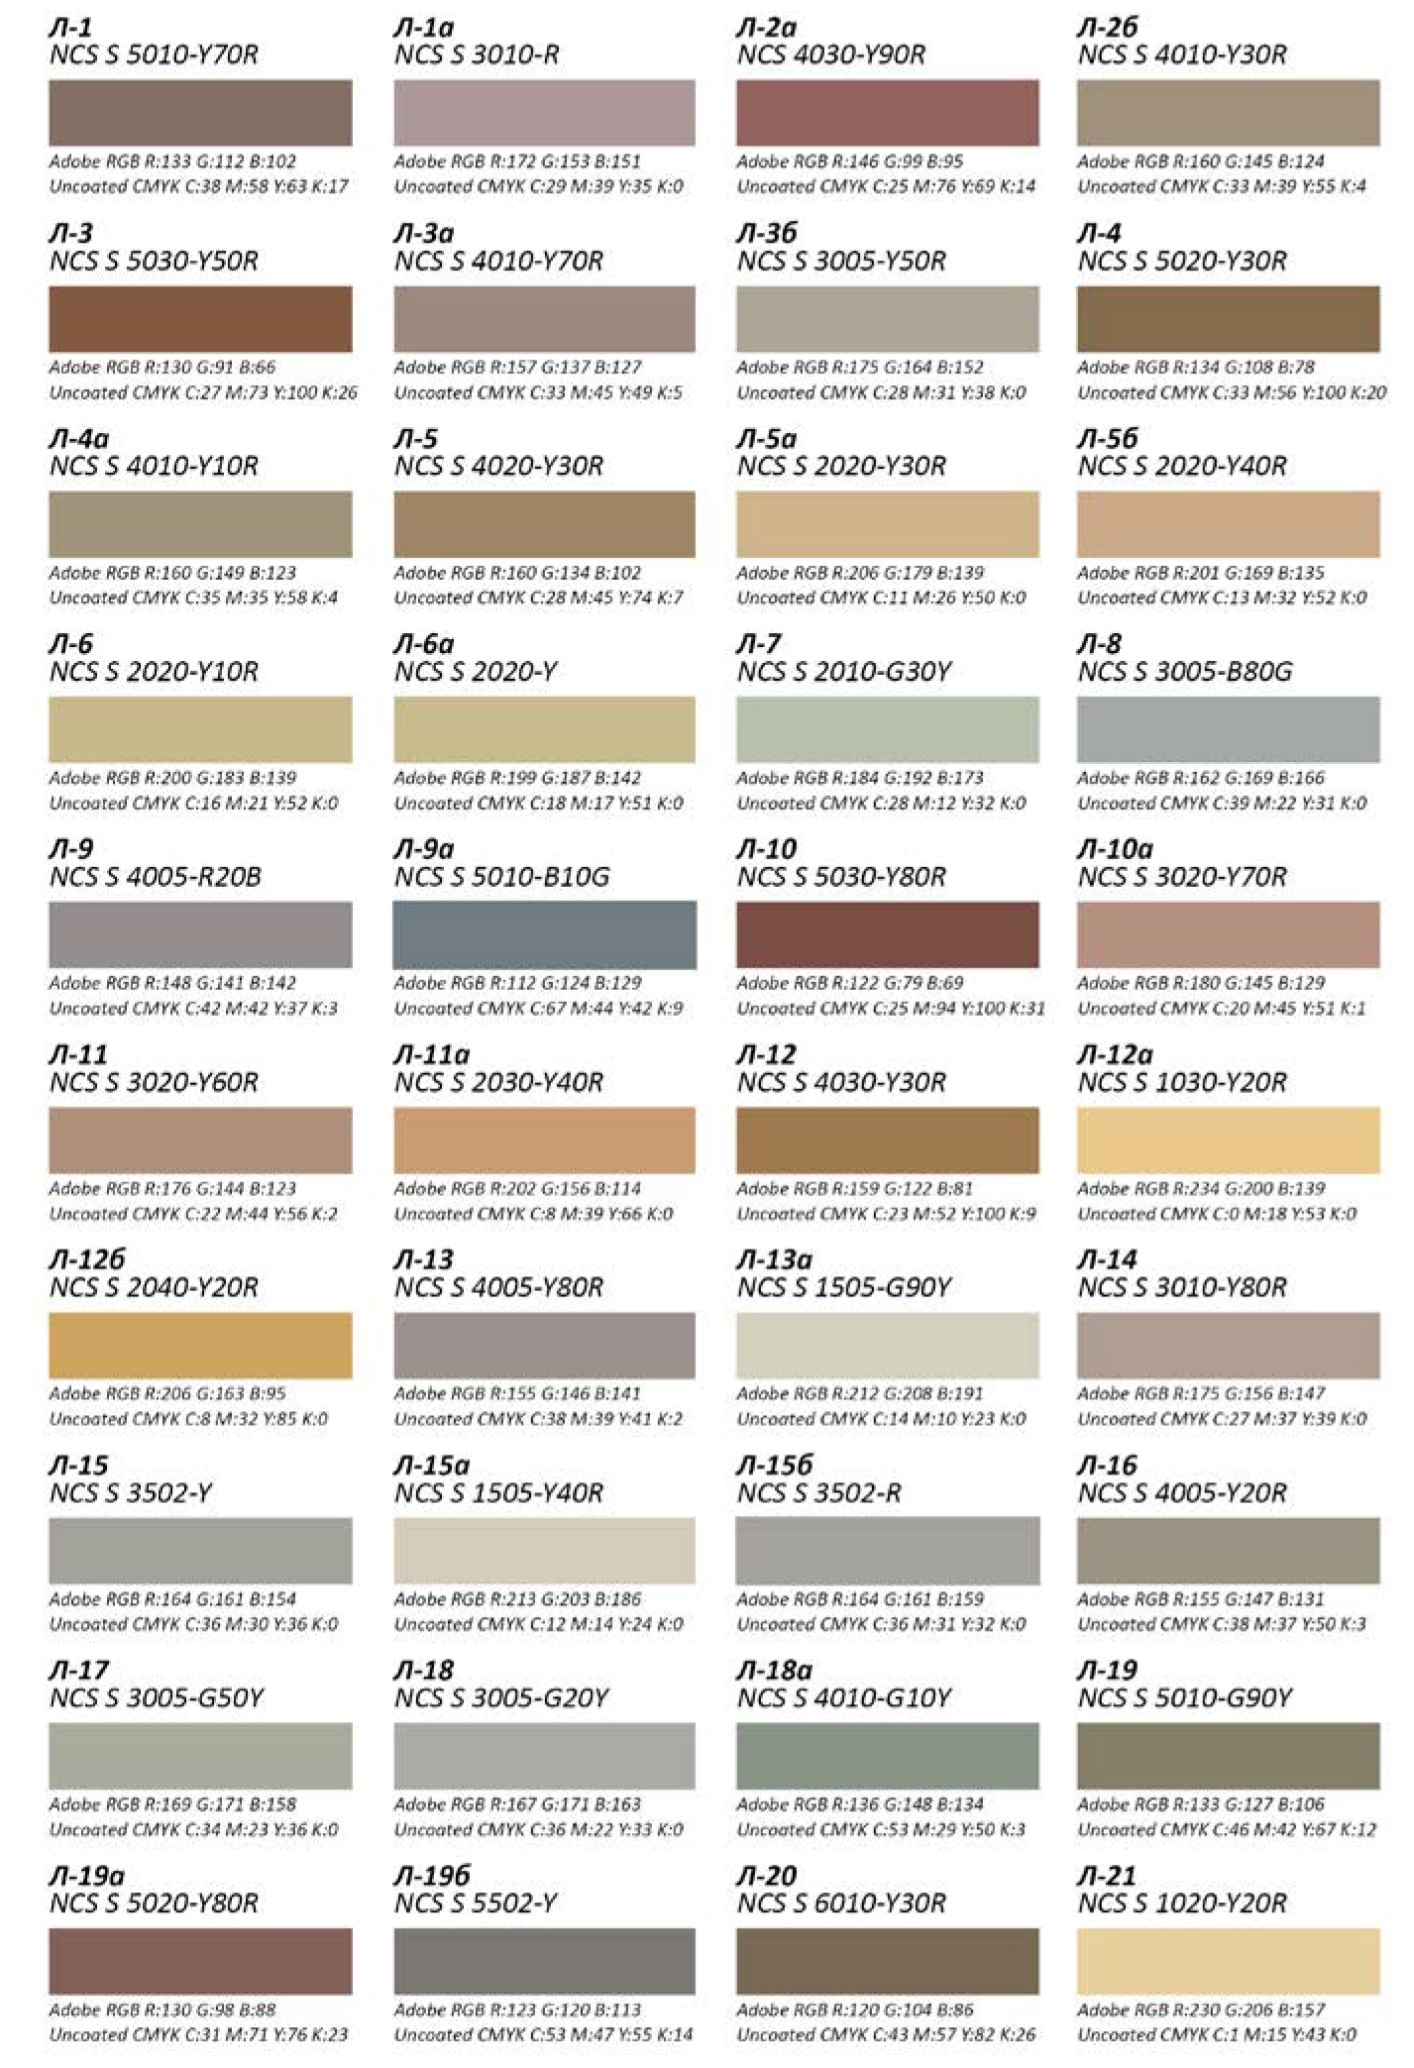 Л-1
NCS S 5010-Y70R
Adobe RGB R:133 G:112 B:102
Uncoated CMYK C:38 M:58 Y:63 K:17
Л-1а
NCS S 3010-R
Adobe RGB R:172 G:153 B:151
Uncoated CMYK C:29 M:39 Y:35 K:0
Л-2а
NCS 4030-Y90R
Adobe RGB R:146 G:99 B:95
Uncoated CMYK C:25 M:76 Y:69 K:14
Л-2б
NCS S 4010-Y30R
Adobe RGB R:160 G:145 B:124
Uncoated CMYK C:33 M:39 Y:55 K:4
Л-3
NCS S 5030-Y50R
Adobe RGB R:130 G:91 B:66
Uncoated CMYK C:27 M:73 Y:100 K:26
Л-3а
NCS S 4010-Y70R
Adobe RGB R:157 G:137 B:127
Uncoated CMYK C:33 M:45 Y:49 K:5
Л-3б
NCS S 3005-Y50R
Adobe RGB R:175 G:164 B:152
Uncoated CMYK C:28 M:31 Y:38 K:0
Л-4
NCS S 5020-Y30R
Adobe RGB R:134 G:108 B:78
Uncoated CMYK C:33 M:56 Y:100 K:20
Л-4а
NCS S 4010-Y10R
Adobe RGB R:160 G:149 B:123
Uncoated CMYK C:35 M:35 Y:58 K:4
Л-5
NCS S 4020-Y30R
Adobe RGB R:160 G:134 B:102
Uncoated CMYK C:28 M:45 Y:74 K:7
Л-5а
NCS S 2020-Y30R
Adobe RGB R:206 G:179 B:139
Uncoated CMYK C:11 M:26 Y:50 K:0
Л-5б
NCS S 2020-Y40R
Adobe RGB R:201 G:169 B:135
Uncoated CMYK C:13 M:32 Y:52 K:0
Л-6
NCS S 2020-Y10R
Adobe RGB R:200 G:183 B:139
Uncoated CMYK C:16 M:21 Y:52 K:0
Л-6а
NCS S 2020-Y
Adobe RGB R:199 G:187 B:142
Uncoated CMYK C:18 M:17 Y:51 K:0
Л-7
NCS S 2010-G30Y
Adobe RGB R:184 G:192 B:173
Uncoated CMYK C:28 M:12 Y:32 K:0
Л-8
NCS S 3005-B80G
Adobe RGB R:162 G:169 B:166
Uncoated CMYK C:39 M:22 Y:31 K:0
Л-9
NCS S 4005-R20B
Adobe RGB R:148 G:141 B:142
Uncoated CMYK C:42 M:42 Y:37 K:3
Л-9а
NCS S 5010-B10G
Adobe RGB R:112 G:124 B:129
Uncoated CMYK C:67 M:44 Y:42 K:9
Л-10
NCS S 5030-Y80R
Adobe RGB R:122 G:79 B:69
Uncoated CMYK C:25 M:94 Y:100 K:31
Л-10а
NCS S 3020-Y70R
Adobe RGB R:180 G:145 B:129
Uncoated CMYK C:20 M:45 Y:51 K:1
Л-11
NCS S 3020-Y60R
Adobe RGB R:176 G:144 B:123
Uncoated CMYK C:22 M:44 Y:56 K:2
Л-11а
NCS S 2030-Y40R
Adobe RGB R:202 G:156 B:114
Uncoated CMYK C:8 M:39 Y:66 K:0
Л-12
NCS S 4030-Y30R
Adobe RGB R:159 G:122 B:81
Uncoated CMYK C:23 M:52 Y:100 K:9
Л-12а
NCS S 1030-Y20R
Adobe RGB R:234 G:200 B:139
Uncoated CMYK C:0 M:18 Y:53 K:0
Л-12б
NCS S 2040-Y20R
Adobe RGB R:206 G:163 B:95
Uncoated CMYK C:8 M:32 Y:85 K:0
Л-13
NCS S 4005-Y80R
Adobe RGB R:155 G:146 B:141
Uncoated CMYK C:38 M:39 Y:41 K:2
Л-13а
NCS S 1505-G90Y
Adobe RGB R:212 G:208 B:191
Uncoated CMYK C:14 M:10 Y:23 K:0
Л-14
NCS S 3010-Y80R
Adobe RGB R:175 G:156 B:147
Uncoated CMYK C:27 M:37 Y:39 K:0
Л-15
NCS S 3502-Y
Adobe RGB R:164 G:161 B:154
Uncoated CMYK C:36 M:30 Y:36 K:0
Л-15а
NCS S 1505-Y40R
Adobe RGB R:213 G:203 B:186
Uncoated CMYK C:12 M:14 Y:24 K:0
Л-15б
NCS S 3502-R
Adobe RGB R:164 G:161 B:159
Uncoated CMYK C:36 M:31 Y:32 K:0
Л-16
NCS S 4005-Y20R
Adobe RGB R:155 G:147 B:131
Uncoated CMYK C:38 M:37 Y:50 K:3
Л-17
NCS S 3005-G50Y
Adobe RGB R:169 G:171 B:158
Uncoated CMYK C:34 M:23 Y:36 K:0
Л-18
NCS S 3005-G20Y
Adobe RGB R:167 G:171 B:163
Uncoated CMYK C:36 M:22 Y:33 K:0
Л-18а
NCS S 4010-G10Y
Adobe RGB R:136 G:148 B:134
Uncoated CMYK C:53 M:29 Y:50 K:3
Л-19
NCS S 5010-G90Y
Adobe RGB R:133 G:127 B:106
Uncoated CMYK C:46 M:42 Y:67 K:12
Л-19а
NCS S 5020-Y80R
Adobe RGB R:130 G:98 B:88
Uncoated CMYK C:31 M:71 Y:76 K:23
Л-19б
NCS S 5502-Y
Adobe RGB R:123 G:120 B:113
Uncoated CMYK C:53 M:47 Y:55 K:14
Л-20
NCS S 6010-Y30R
Adobe RGB R:120 G:104 B:86
Uncoated CMYK C:43 M:57 Y:82 K:26
Л-21
NCS S 1020-Y20R
Adobe RGB R:230 G:206 B:157
Uncoated CMYK C:1 M:15 Y:43 K:0